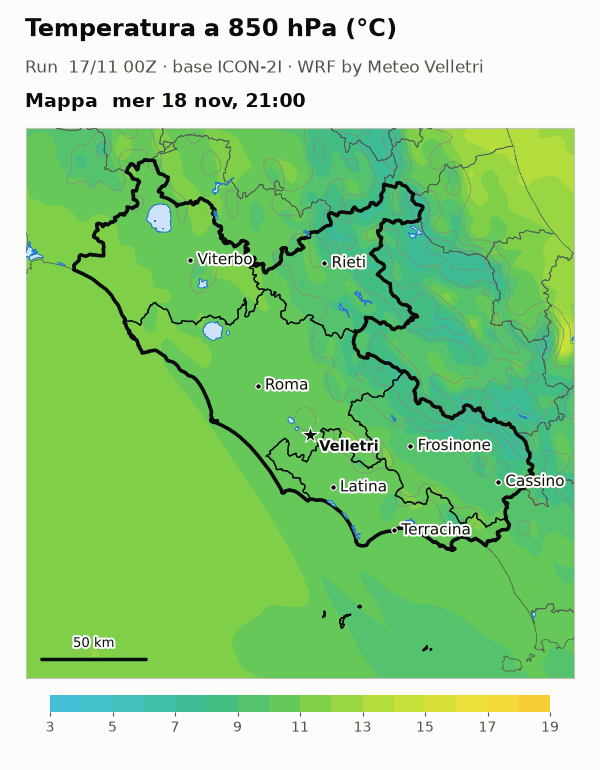 Temperatura a 850 hPa (°C)
Run  17/11 00Z · base ICON-2I · WRF by Meteo Velletri
Mappa  mer 18 nov, 21:00
Viterbo
Rieti
Roma
Velletri
Frosinone
Latina
Cassino
Terracina
50 km
3 5 7 9 11 13 15 17 19